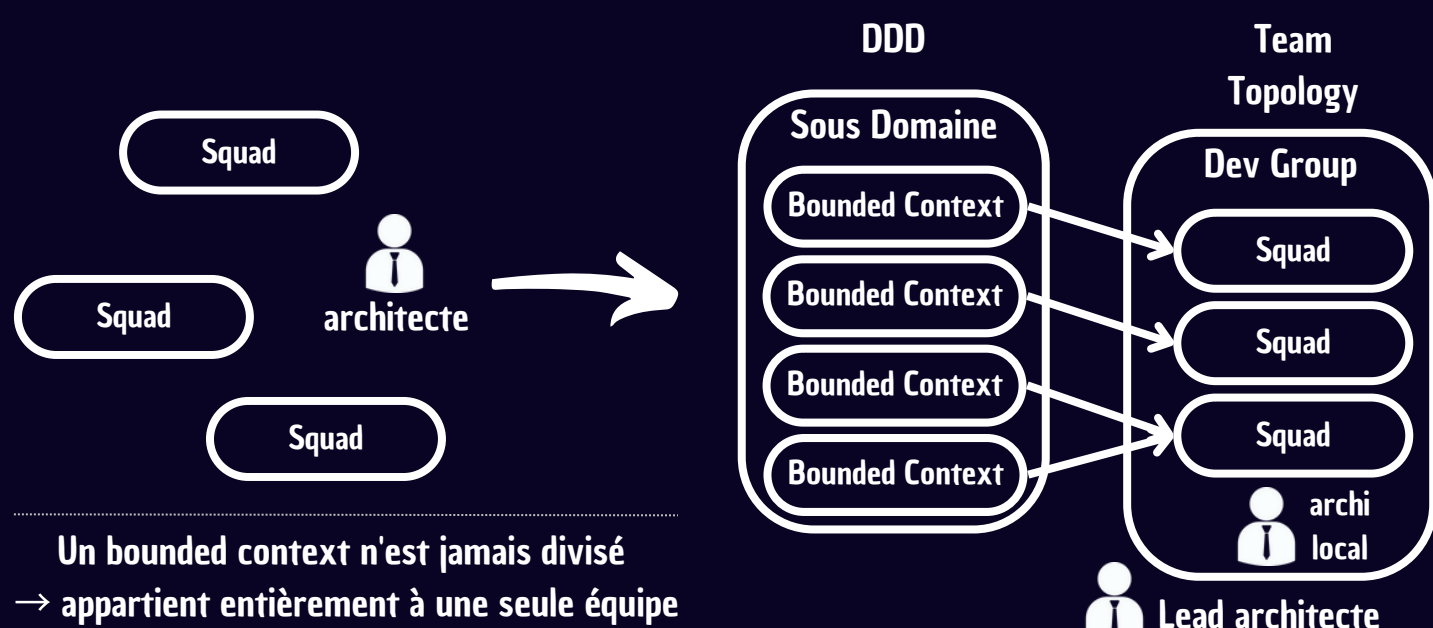 Squad
Squad
architecte
Squad
Un bounded context n'est jamais divisé
→ appartient entièrement à une seule équipe
DDD
Sous Domaine
Bounded Context
Bounded Context
Bounded Context
Bounded Context
Team
Topology
Dev Group
Squad
Squad
Squad
archi
local
Lead architecte